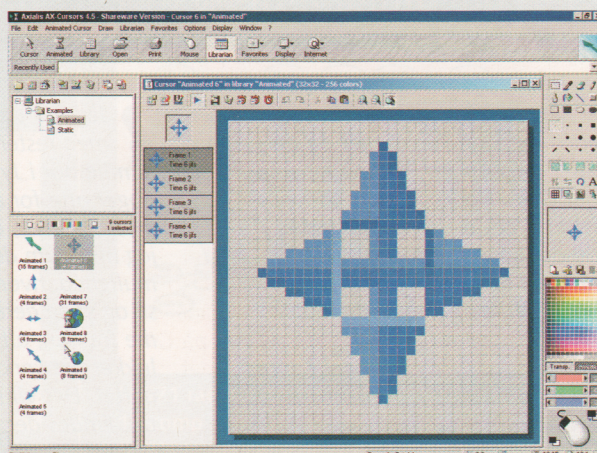 Axialis AX-Cursors 4.5 - Shareware Version - Cursor 6 in "Animated"
File Edit Animated Cursor Draw Librarian Favorites Options Display Window ?
Cursor Animated Library Open Print Mouse Librarian Favorites Display Internet
Recently Used
Cursor "Animated 6" in library "Animated" (32x32 - 256 colors)
Librarian
Examples
Animated
Static
Frame 1
Time 6 jifs
Frame 2
Time 6 jifs
Frame 3
Time 6 jifs
Frame 4
Time 6 jifs
9 cursors
1 selected
Animated 1
(16 frames)
Animated 2
(4 frames)
Animated 7
(31 frames)
Animated 3
(4 frames)
Animated 8
(8 frames)
Animated 4
(4 frames)
Animated 9
(8 frames)
Animated 5
(4 frames)
Transp.